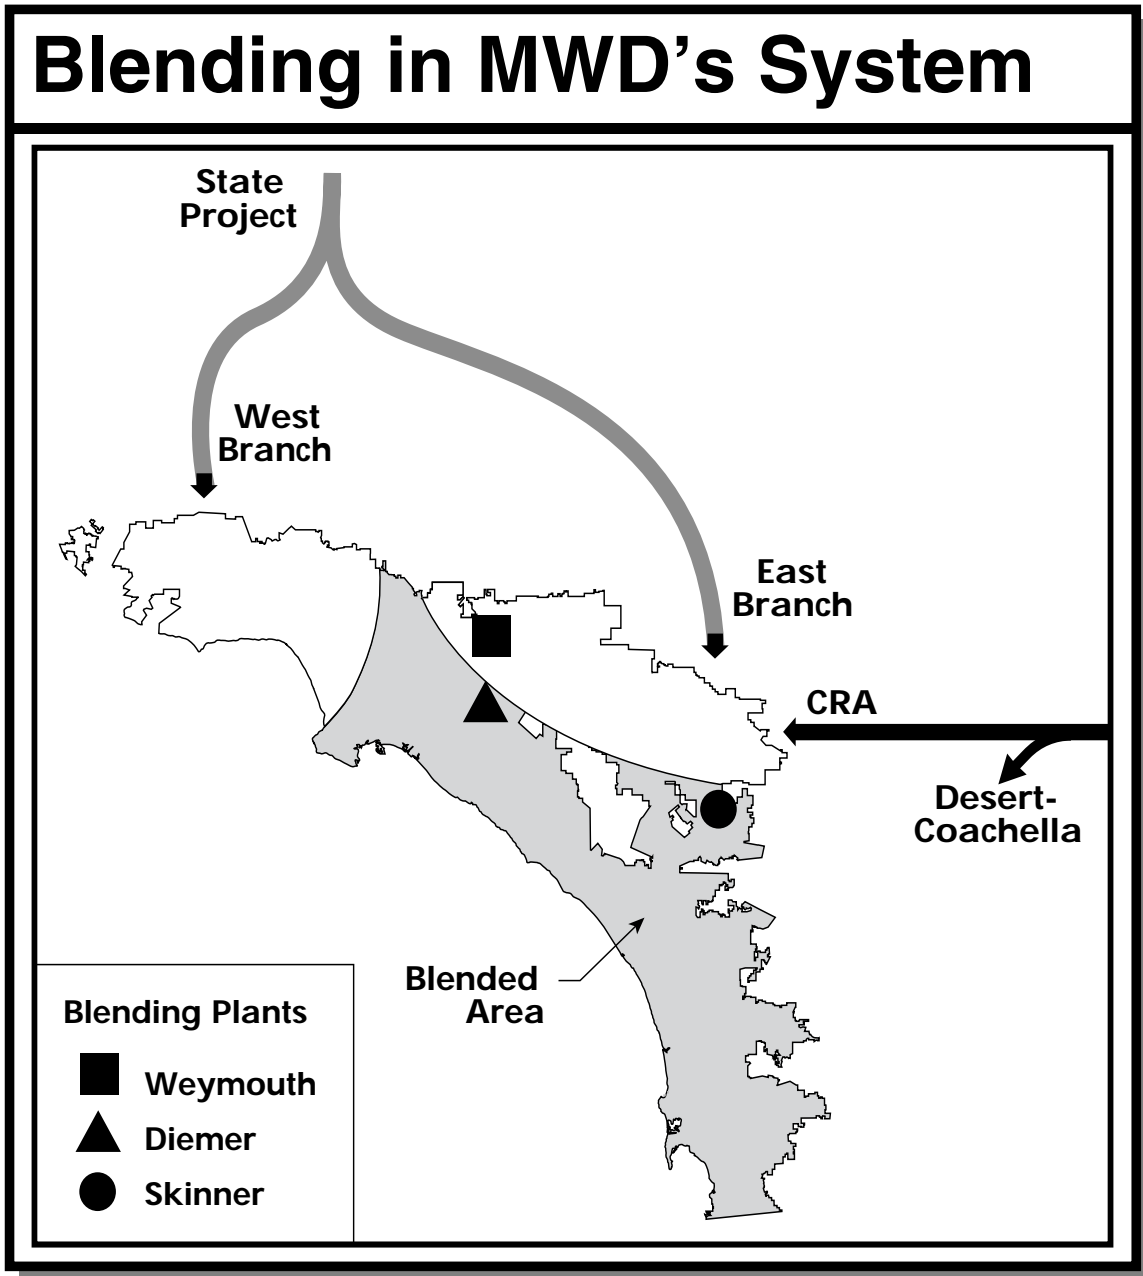 Blending in MWD’s System
State
Project
West
Branch
East
Branch
CRA
Desert-
Coachella
Blended
Area
Blending Plants
Weymouth
Diemer
Skinner